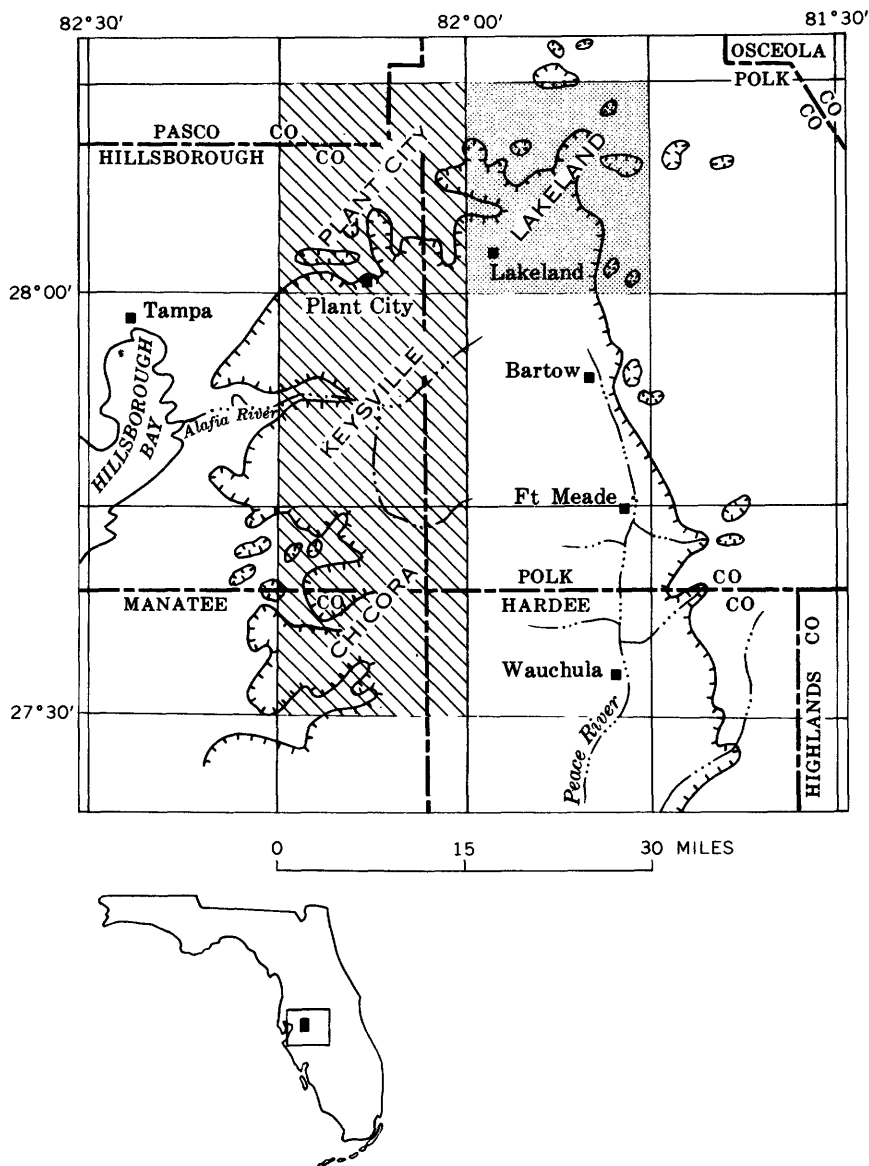 82°30' 82°00' 81°30'
OSCEOLA
POLK CO
CO
PASCO CO
HILLSBOROUGH CO
PLANT CITY
LAKELAND
Lakeland
28°00'
Tampa
Plant City
HILLSBOROUGH
BAY
Alafia River
KEYSVILLE
Bartow
Ft Meade
POLK CO
MANATEE CO
HARDEE CO
CHICORA
Wauchula
HIGHLANDS CO
27°30'
Peace River
0 15 30 MILES